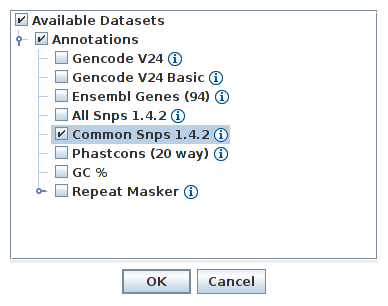 Available Datasets
Annotations
Gencode V24
Gencode V24 Basic
Ensembl Genes (94)
All Snps 1.4.2
Common Snps 1.4.2
Phastcons (20 way)
GC %
Repeat Masker
OK Cancel